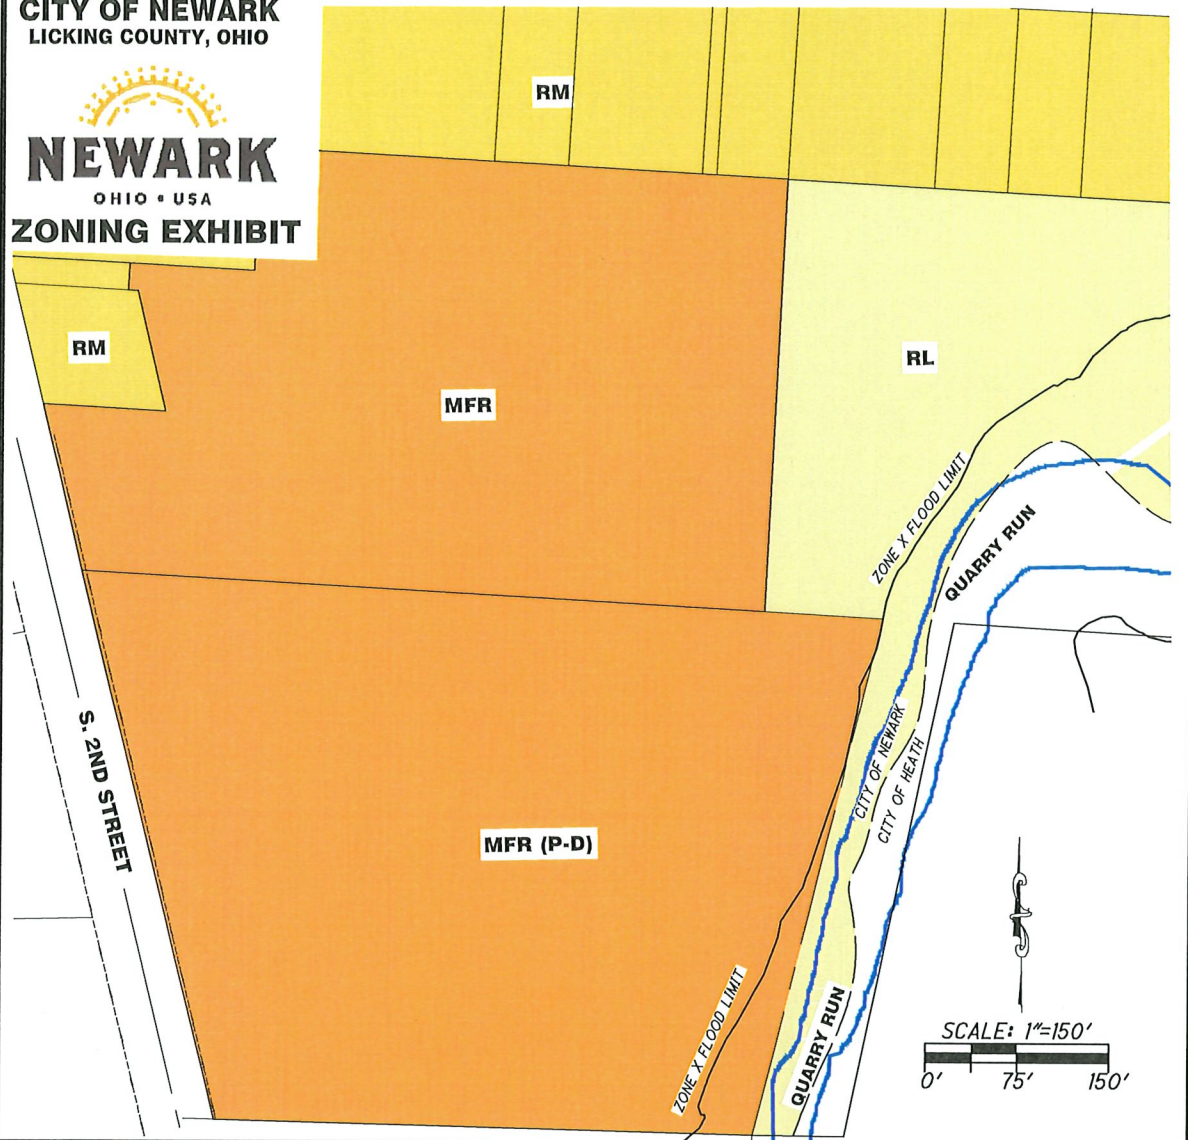 CITY OF NEWARK
LICKING COUNTY, OHIO
NEWARK
OHIO • USA
ZONING EXHIBIT
RM
RM
MFR
RL
ZONE X FLOOD LIMIT
QUARRY RUN
S. 2ND STREET
CITY OF NEWARK
CITY OF HEATH
MFR (P-D)
ZONE X FLOOD LIMIT
QUARRY RUN
SCALE: 1"=150'
0' 75' 150'